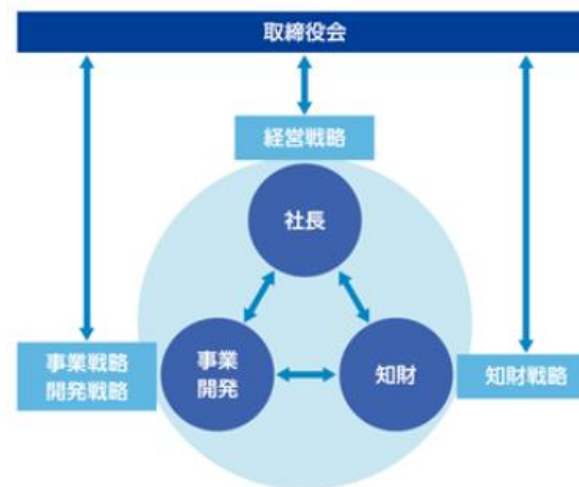 取締役会
経営戦略
社長
事業戦略
開発戦略
事業
開発
知財
知財戦略